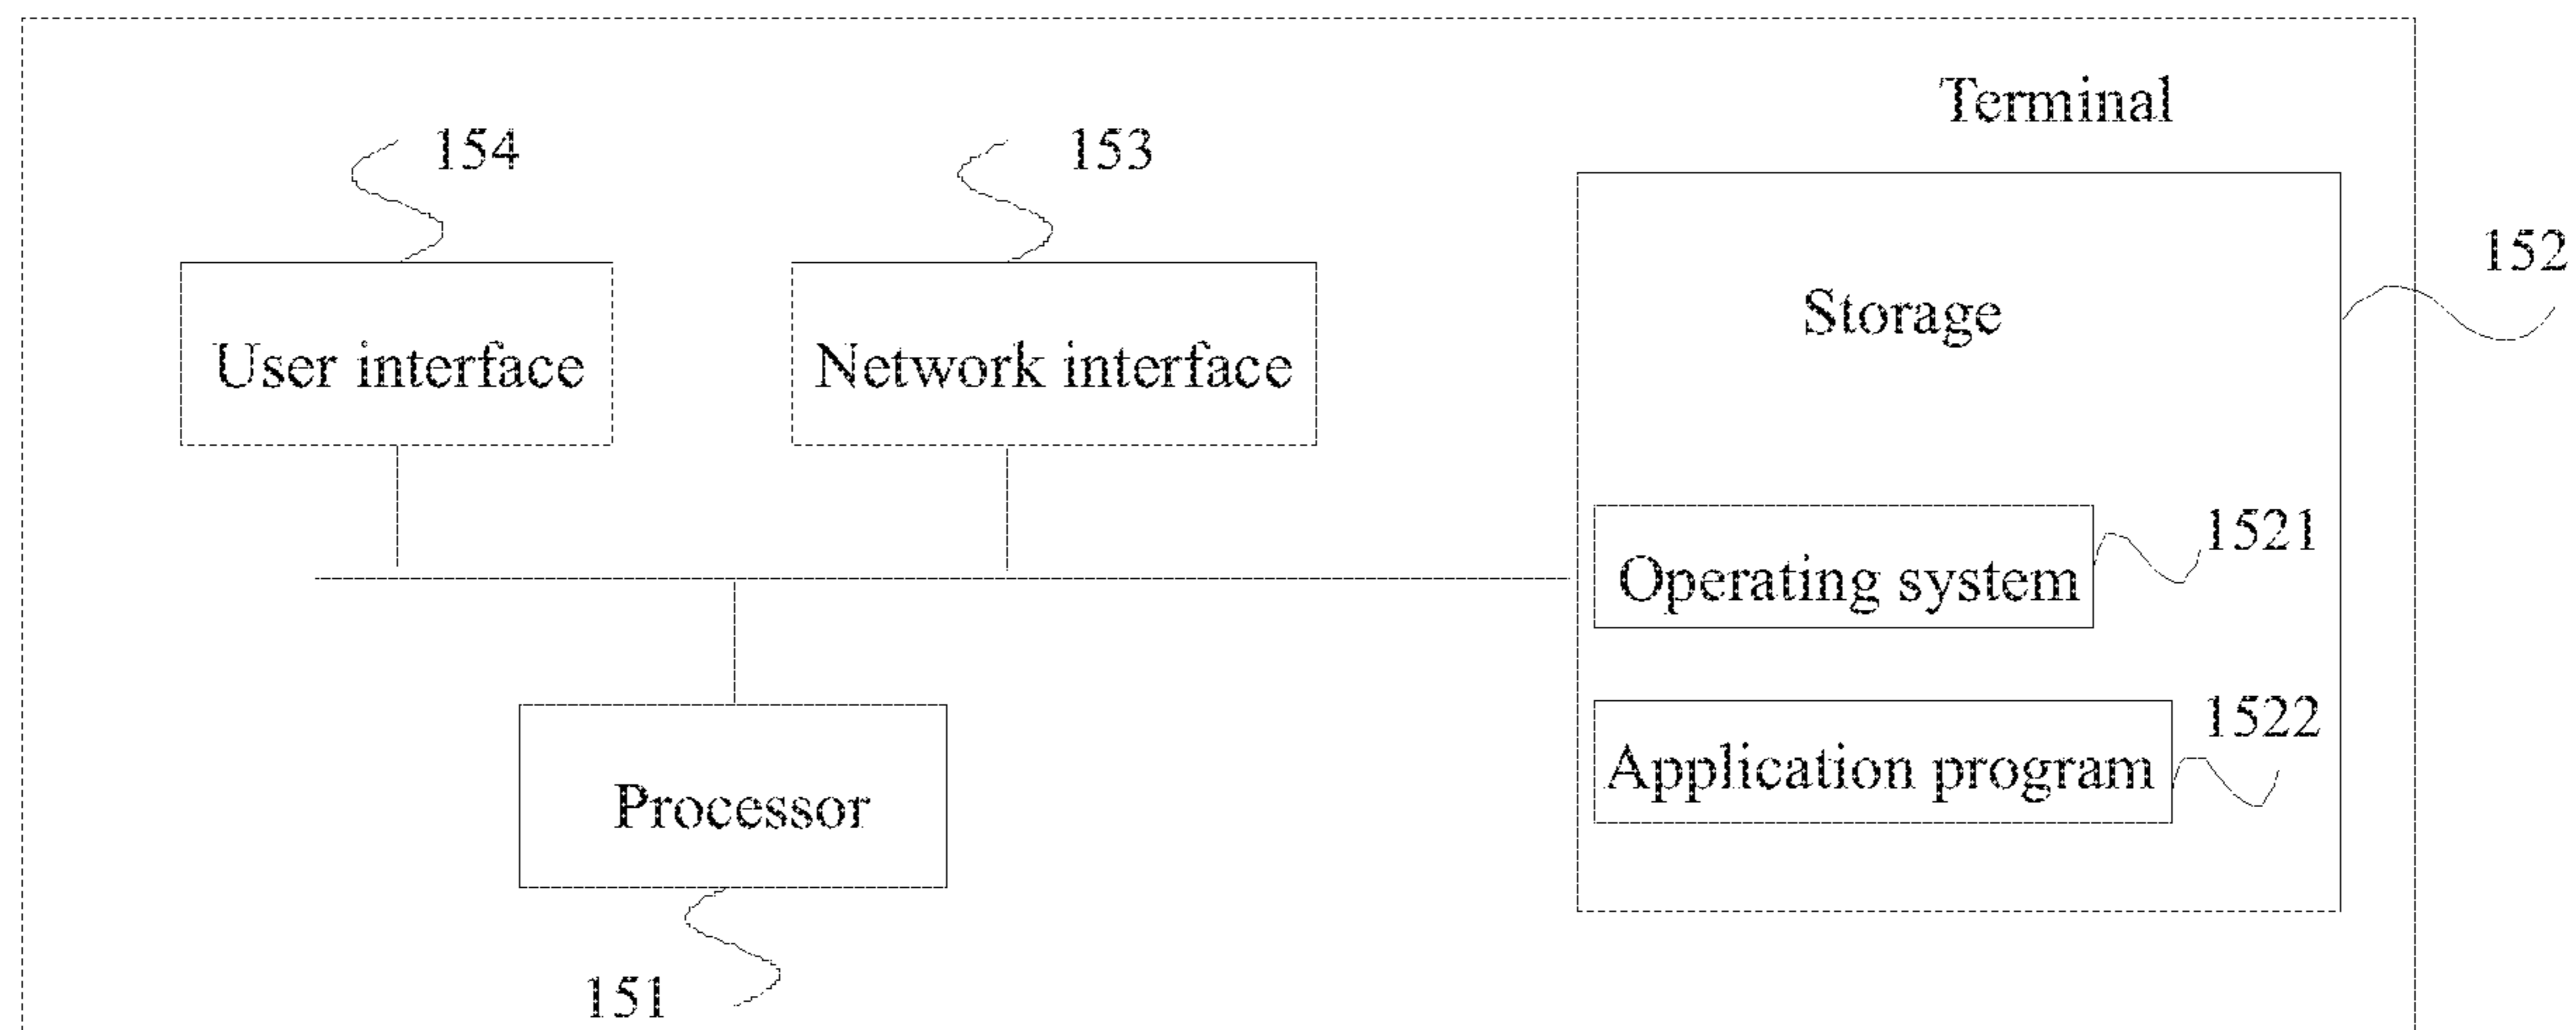 Terminal
154
153
152
User interface
Network interface
Storage
1521
Operating system
1522
Application program
Processor
151